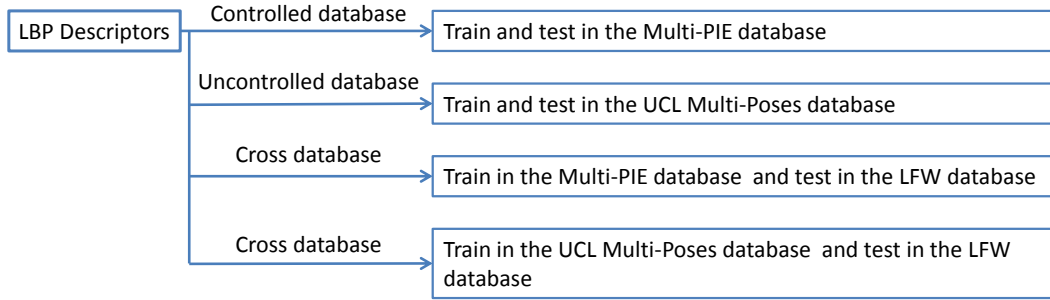 Controlled database
LBP Descriptors
Train and test in the Multi-PIE database
Uncontrolled database
Train and test in the UCL Multi-Poses database
Cross database
Train in the Multi-PIE database and test in the LFW database
Cross database
Train in the UCL Multi-Poses database and test in the LFW
database